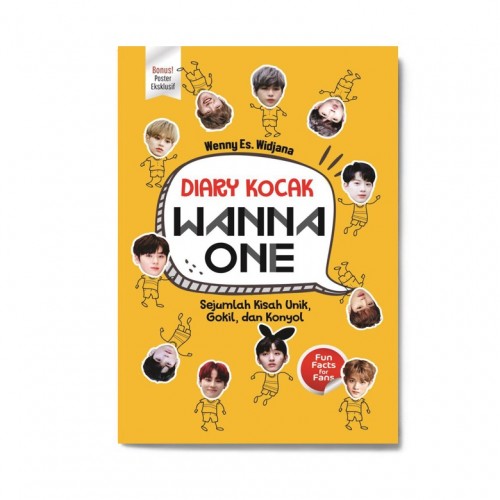 Bonus!
Poster
Eksklusif
Wenny Es. Widjana
DIARY KOCAK
WANNA
ONE
Sejumlah Kisah Unik,
Gokil, dan Konyol
Fun
Facts
for
Fans